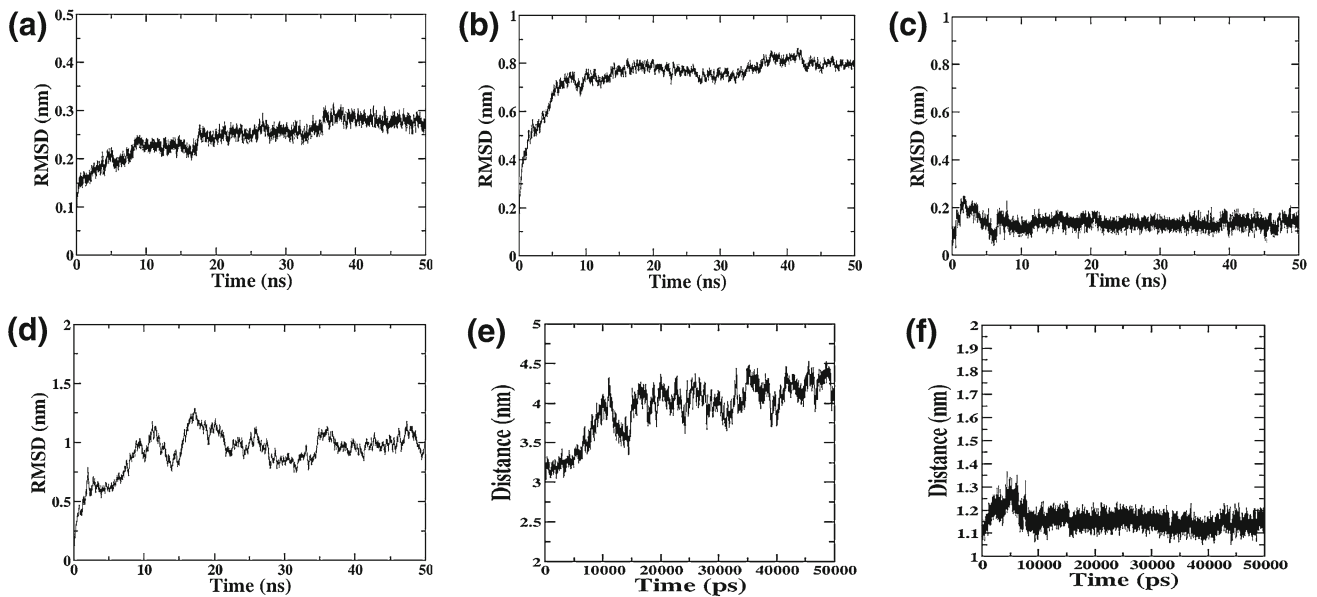 (a)
0.5
0.4
0.3
0.2
0.1
0
RMSD (nm)
0 10 20 30 40 50
Time (ns)
(b)
1
0.8
0.6
0.4
0.2
0
RMSD (nm)
0 10 20 30 40 50
Time (ns)
(c)
1
0.8
0.6
0.4
0.2
0
RMSD (nm)
0 10 20 30 40 50
Time (ns)
(d)
2
1.5
1
0.5
0
RMSD (nm)
0 10 20 30 40 50
Time (ns)
(e)
5
4.5
4
3.5
3
2.5
2
Distance (nm)
0 10000 20000 30000 40000 50000
Time (ps)
(f)
2
1.9
1.8
1.7
1.6
1.5
1.4
1.3
1.2
1.1
1
Distance (nm)
0 10000 20000 30000 40000 50000
Time (ps)